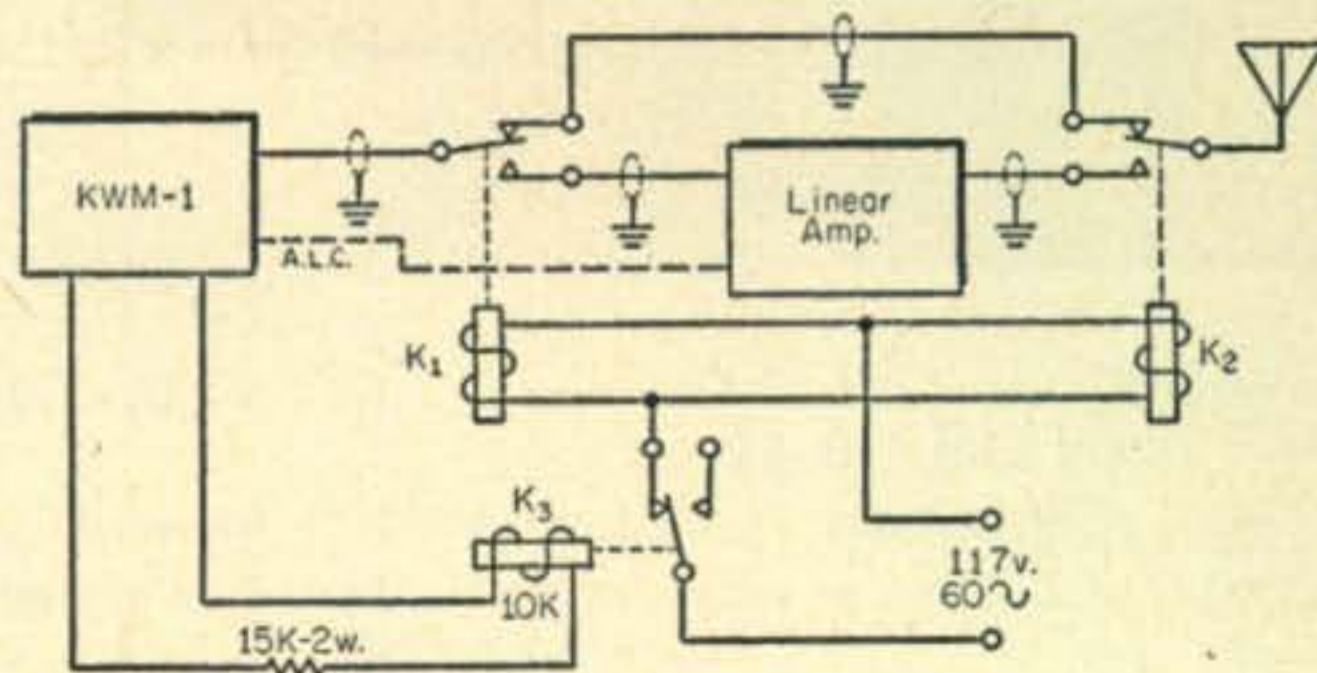 KWM-1
A.L.C.
Linear
Amp.
K1
K2
K3
10K
15K-2w.
117v.
60∿